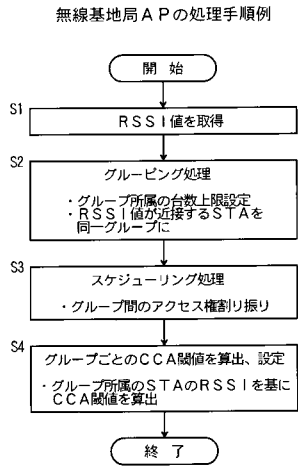 無線基地局APの処理手順例
開 始
S1
RSSI値を取得
S2
グルーピング処理
・グループ所属の台数上限設定
・RSSI値が近接するSTAを
同一グループに
S3
スケジューリング処理
・グループ間のアクセス権割り振り
S4
グループごとのCCA閾値を算出、設定
・グループ所属のSTAのRSSIを基に
CCA閾値を算出
終 了